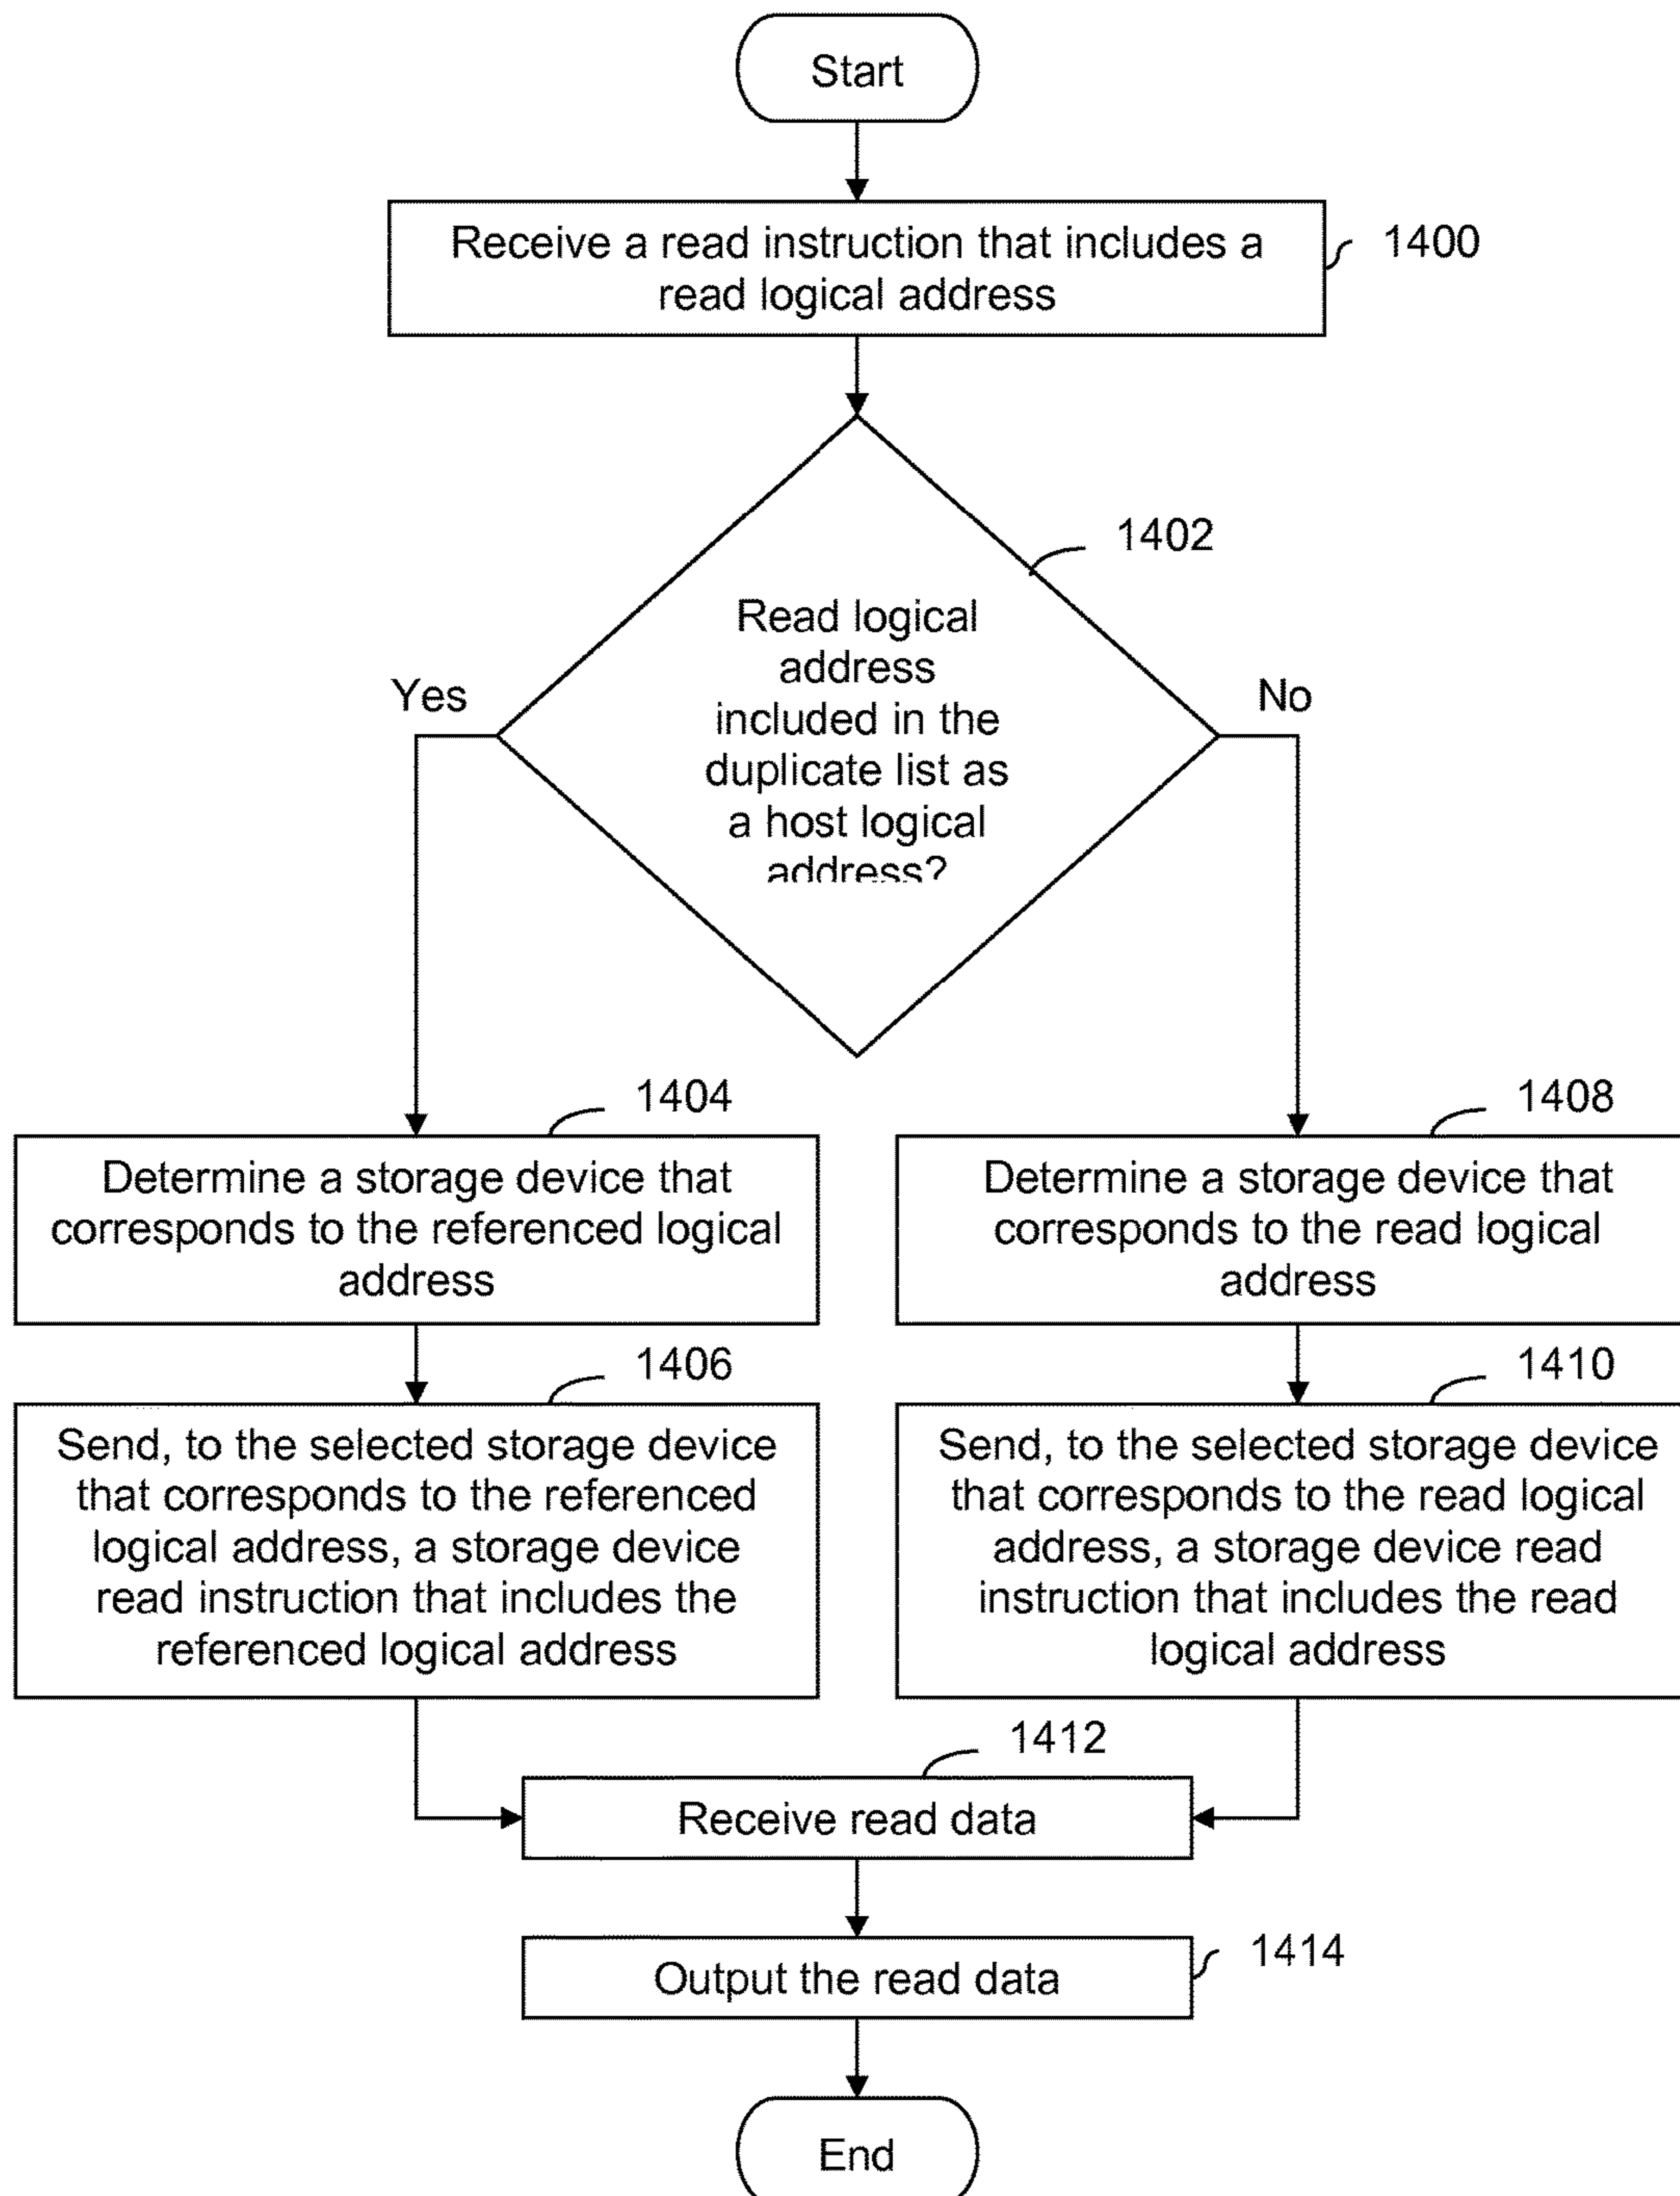 Start
Receive a read instruction that includes a
read logical address
1400
1402
Read logical
address
included in the
duplicate list as
a host logical
address?
Yes
No
1404
Determine a storage device that
corresponds to the referenced logical
address
1408
Determine a storage device that
corresponds to the read logical
address
1406
Send, to the selected storage device
that corresponds to the referenced
logical address, a storage device
read instruction that includes the
referenced logical address
1410
Send, to the selected storage device
that corresponds to the read logical
address, a storage device read
instruction that includes the read
logical address
1412
Receive read data
Output the read data
1414
End